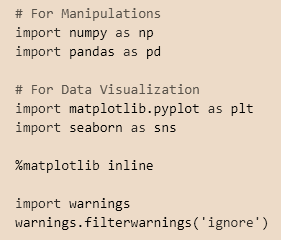 # For Manipulations
import numpy as np
import pandas as pd

# For Data Visualization
import matplotlib.pyplot as plt
import seaborn as sns

%matplotlib inline

import warnings
warnings.filterwarnings('ignore')